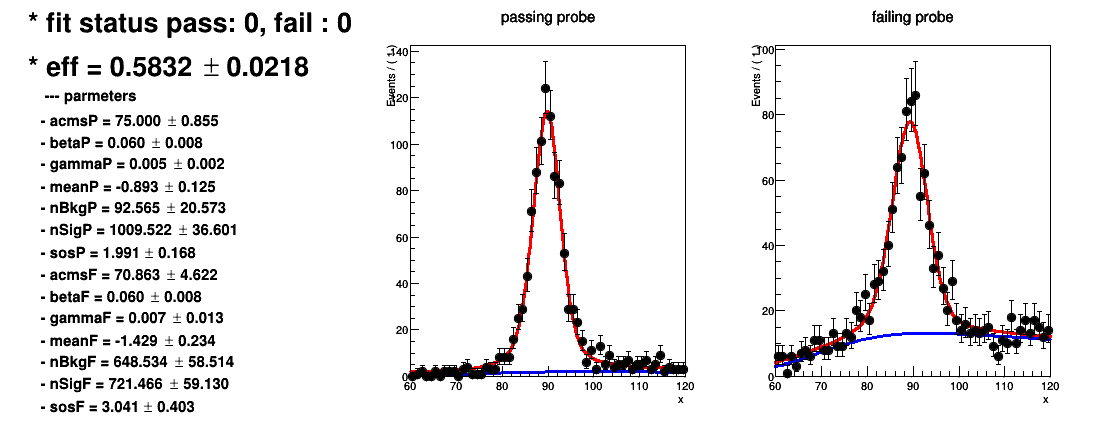 * fit status pass: 0, fail : 0
* eff = 0.5832 ± 0.0218
--- parmeters
- acmsP = 75.000 ± 0.855
- betaP = 0.060 ± 0.008
- gammaP = 0.005 ± 0.002
- meanP = -0.893 ± 0.125
- nBkgP = 92.565 ± 20.573
- nSigP = 1009.522 ± 36.601
- sosP = 1.991 ± 0.168
- acmsF = 70.863 ± 4.622
- betaF = 0.060 ± 0.008
- gammaF = 0.007 ± 0.013
- meanF = -1.429 ± 0.234
- nBkgF = 648.534 ± 58.514
- nSigF = 721.466 ± 59.130
- sosF = 3.041 ± 0.403
passing probe
Events / ( 1 )
140
120
100
80
60
40
20
0
60 70 80 90 100 110 120
x
failing probe
Events / ( 1 )
100
80
60
40
20
0
60 70 80 90 100 110 120
x